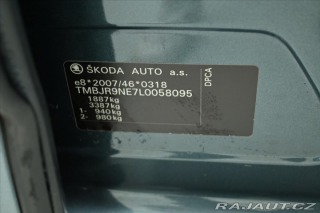 ŠKODA AUTO a.s.
e8*2007/46*0318
TMBJR9NE7L0058095
1887kg
3387kg
1- 940kg
2- 980kg
DPCA
RAJAUT.CZ